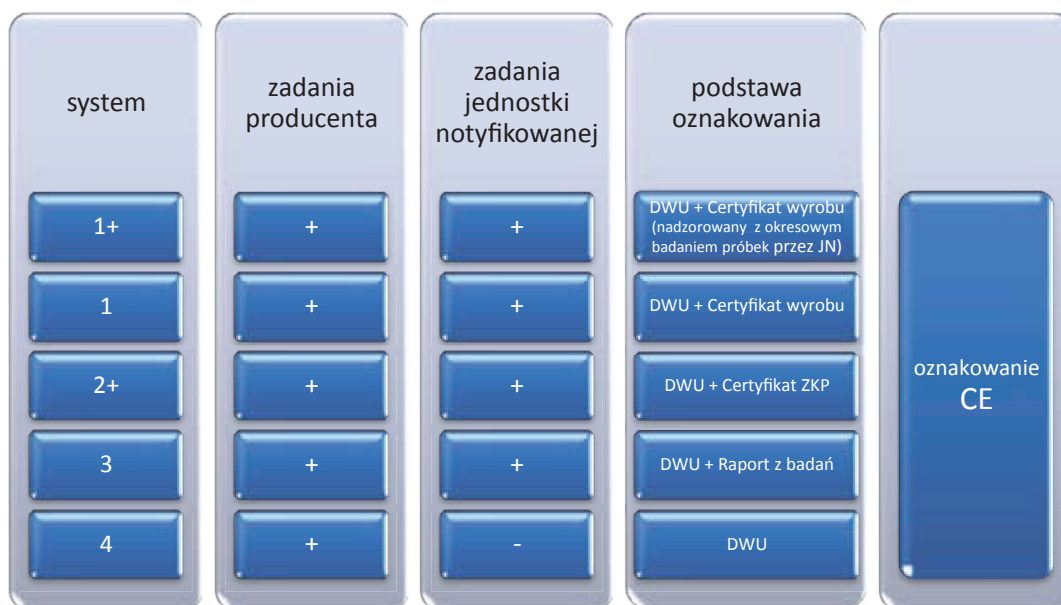 system
zadania
producenta
zadania
jednostki
notyfikowanej
podstawa
oznakowania
1+
+
+
DWU + Certyfikat wyrobu
(nadzorowany z okresowym
badaniem próbek przez JN)
1
+
+
DWU + Certyfikat wyrobu
2+
+
+
DWU + Certyfikat ZKP
3
+
+
DWU + Raport z badań
4
+
-
DWU
oznakowanie
CE